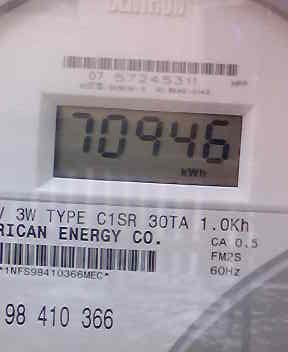 CENTRON
07 57245311
70946
kWh
V 3W TYPE C1SR 30TA 1.0Kh
RICAN ENERGY CO.
CA 0.5
FM2S
60Hz
*1NFS98410366MEC*
98 410 366